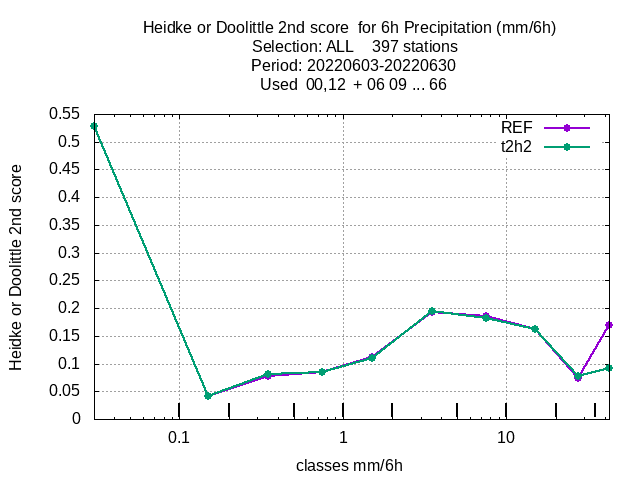 Heidke or Doolittle 2nd score  for 6h Precipitation (mm/6h)
Selection: ALL    397 stations
Period: 20220603-20220630
Used  00,12  + 06 09 ... 66
REF
t2h2
Heidke or Doolittle 2nd score
0.55
0.5
0.45
0.4
0.35
0.3
0.25
0.2
0.15
0.1
0.05
0
0.1
1
10
classes mm/6h